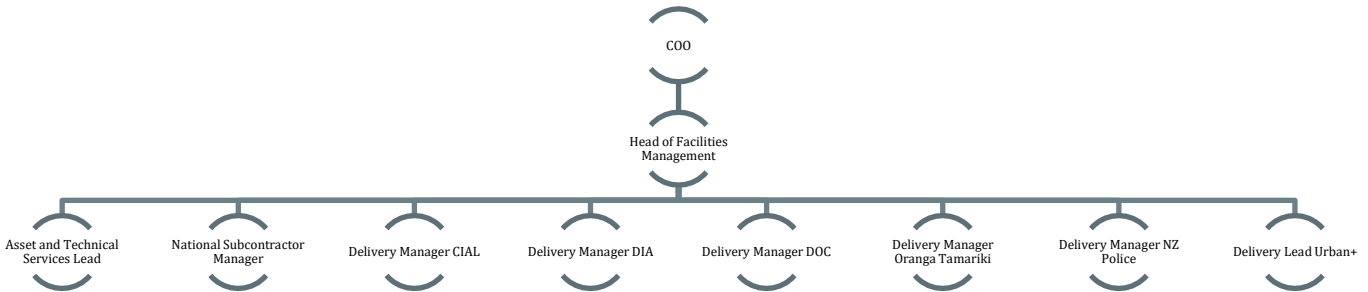 COO
Head of Facilities
Management
Asset and Technical
Services Lead
National Subcontractor
Manager
Delivery Manager CIAL
Delivery Manager DIA
Delivery Manager DOC
Delivery Manager
Oranga Tamariki
Delivery Manager NZ
Police
Delivery Lead Urban+